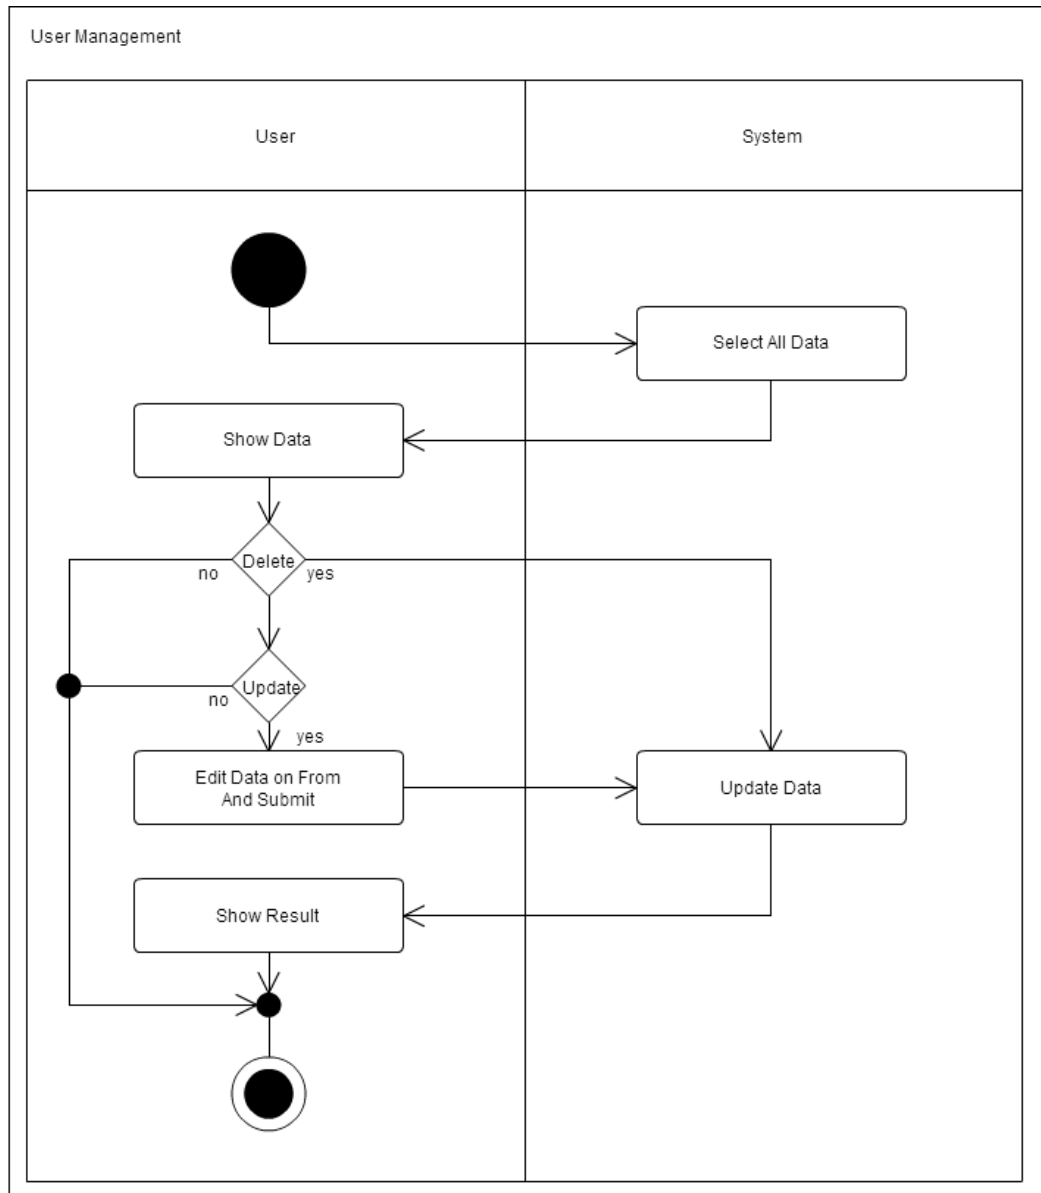 User Management
User
System
Select All Data
Show Data
Delete
no
yes
Update
no
yes
Edit Data on From
And Submit
Update Data
Show Result